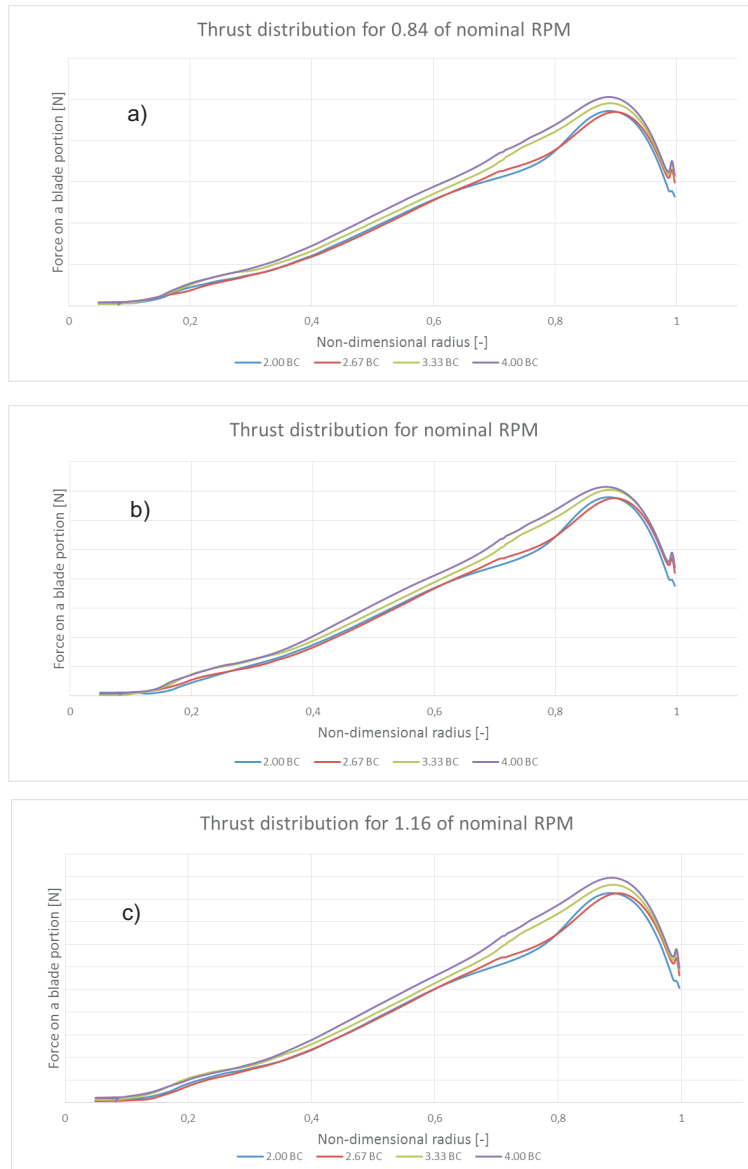 Thrust distribution for 0.84 of nominal RPM
a)
Force on a blade portion [N]
0 0,2 0,4 0,6 0,8 1
Non-dimensional radius [-]
2.00 BC 2.67 BC 3.33 BC 4.00 BC
Thrust distribution for nominal RPM
b)
Force on a blade portion [N]
0 0,2 0,4 0,6 0,8 1
Non-dimensional radius [-]
2.00 BC 2.67 BC 3.33 BC 4.00 BC
Thrust distribution for 1.16 of nominal RPM
c)
Force on a blade portion [N]
0 0,2 0,4 0,6 0,8 1
Non-dimensional radius [-]
2.00 BC 2.67 BC 3.33 BC 4.00 BC